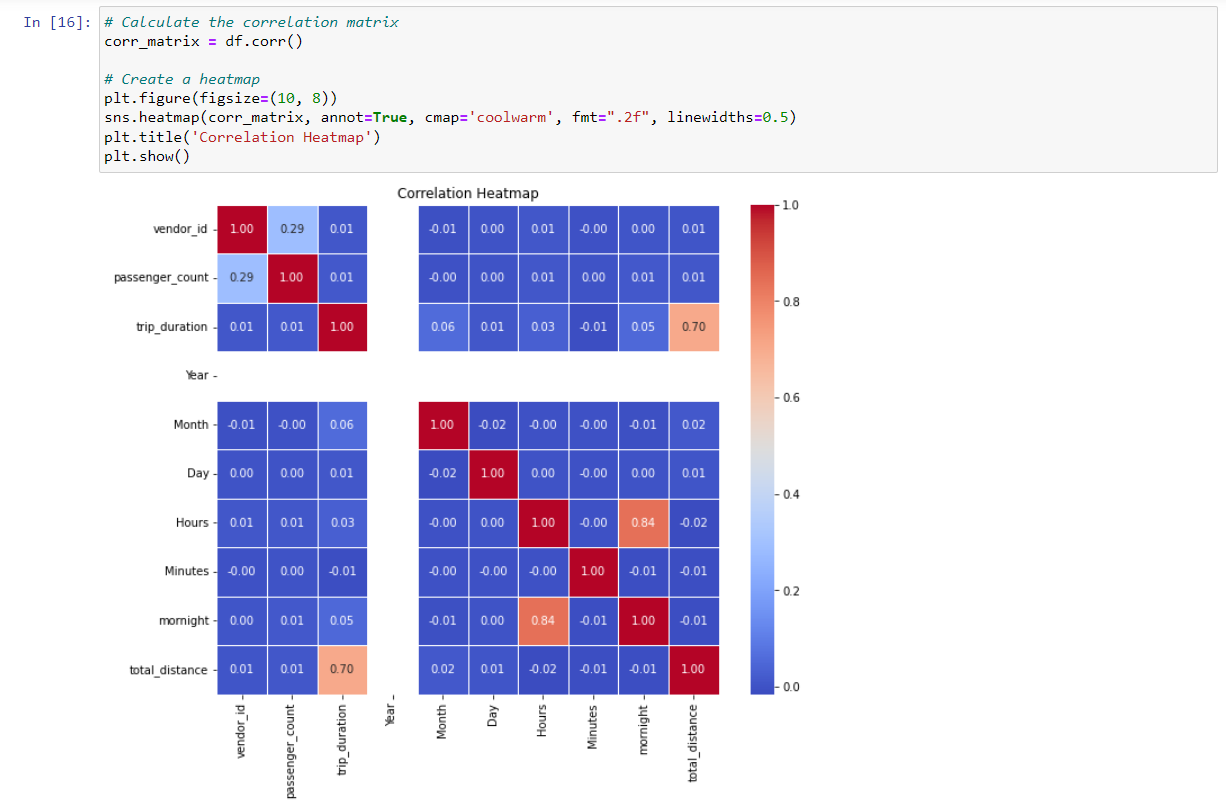 In [16]:
# Calculate the correlation matrix
corr_matrix = df.corr()
# Create a heatmap
plt.figure(figsize=(10, 8))
sns.heatmap(corr_matrix, annot=True, cmap='coolwarm', fmt=".2f", linewidths=0.5)
plt.title('Correlation Heatmap')
plt.show()
Correlation Heatmap
vendor_id 1.00 0.29 0.01 -0.01 0.00 0.01 -0.00 0.00 0.01
passenger_count 0.29 1.00 0.01 -0.00 0.00 0.01 0.00 0.01 0.01
trip_duration 0.01 0.01 1.00 0.06 0.01 0.03 -0.01 0.05 0.70
Year
Month -0.01 -0.00 0.06 1.00 -0.02 -0.00 -0.00 -0.01 0.02
Day 0.00 0.00 0.01 -0.02 1.00 0.00 -0.00 0.00 0.01
Hours 0.01 0.01 0.03 -0.00 0.00 1.00 -0.00 0.84 -0.02
Minutes -0.00 0.00 -0.01 -0.00 -0.00 -0.00 1.00 -0.01 -0.01
mornight 0.00 0.01 0.05 -0.01 0.00 0.84 -0.01 1.00 -0.01
total_distance 0.01 0.01 0.70 0.02 0.01 -0.02 -0.01 -0.01 1.00
vendor_id
passenger_count
trip_duration
Year
Month
Day
Hours
Minutes
mornight
total_distance
1.0
0.8
0.6
0.4
0.2
0.0